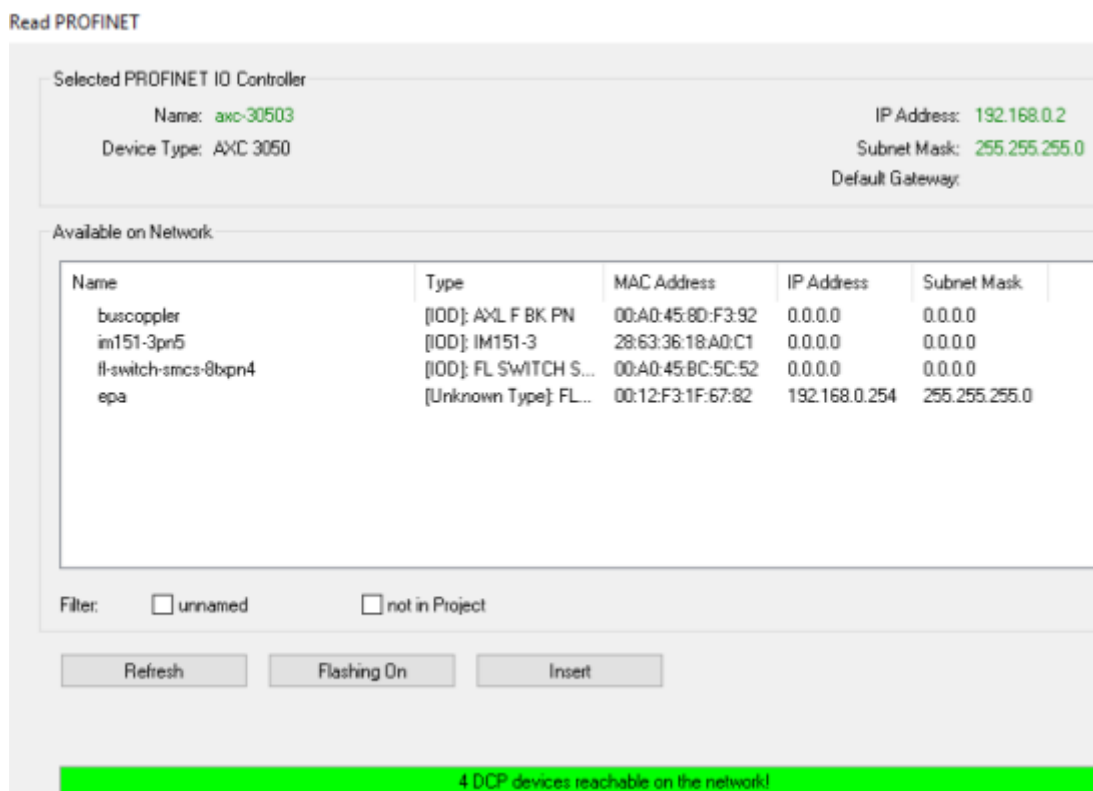 Read PROFINET
Selected PROFINET IO Controller
Name: axc-30503 IP Address: 192.168.0.2
Device Type: AXC 3050 Subnet Mask: 255.255.255.0
Default Gateway:
Available on Network
Name Type MAC Address IP Address Subnet Mask
buscoppler [IOD]: AXL F BK PN 00:A0:45:8D:F3:92 0.0.0.0 0.0.0.0
im151-3pn5 [IOD]: IM151-3 28:63:36:18:A0:C1 0.0.0.0 0.0.0.0
fl-switch-smcs-8txpn4 [IOD]: FL SWITCH S... 00:A0:45:BC:5C:52 0.0.0.0 0.0.0.0
epa [Unknown Type]: FL... 00:12:F3:1F:67:82 192.168.0.254 255.255.255.0
Filter: unnamed not in Project
Refresh Flashing On Insert
4 DCP devices reachable on the network!